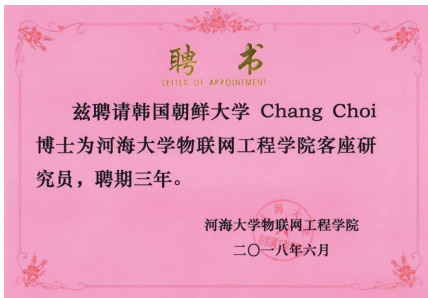 聘书
LETTER OF APPOINTMENT
兹聘请韩国朝鲜大学 Chang Choi
博士为河海大学物联网工程学院客座研
究员，聘期三年。
河海大学物联网工程学院
二〇一八年六月